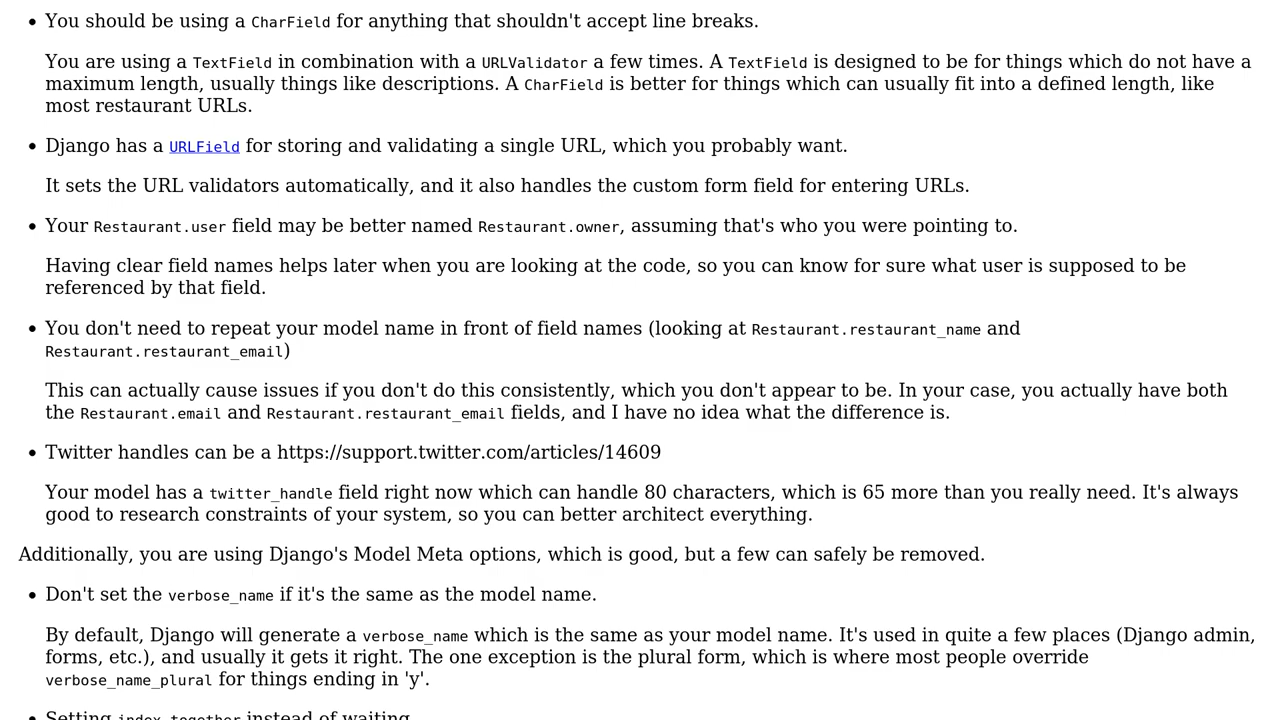 You should be using a CharField for anything that shouldn't accept line breaks.
You are using a TextField in combination with a URLValidator a few times. A TextField is designed to be for things which do not have a
maximum length, usually things like descriptions. A CharField is better for things which can usually fit into a defined length, like
most restaurant URLs.
Django has a URLField for storing and validating a single URL, which you probably want.
It sets the URL validators automatically, and it also handles the custom form field for entering URLs.
Your Restaurant.user field may be better named Restaurant.owner, assuming that's who you were pointing to.
Having clear field names helps later when you are looking at the code, so you can know for sure what user is supposed to be
referenced by that field.
You don't need to repeat your model name in front of field names (looking at Restaurant.restaurant_name and
Restaurant.restaurant_email)
This can actually cause issues if you don't do this consistently, which you don't appear to be. In your case, you actually have both
the Restaurant.email and Restaurant.restaurant_email fields, and I have no idea what the difference is.
Twitter handles can be a https://support.twitter.com/articles/14609
Your model has a twitter_handle field right now which can handle 80 characters, which is 65 more than you really need. It's always
good to research constraints of your system, so you can better architect everything.
Additionally, you are using Django's Model Meta options, which is good, but a few can safely be removed.
Don't set the verbose_name if it's the same as the model name.
By default, Django will generate a verbose_name which is the same as your model name. It's used in quite a few places (Django admin,
forms, etc.), and usually it gets it right. The one exception is the plural form, which is where most people override
verbose_name_plural for things ending in 'y'.
Setting index_together instead of waiting